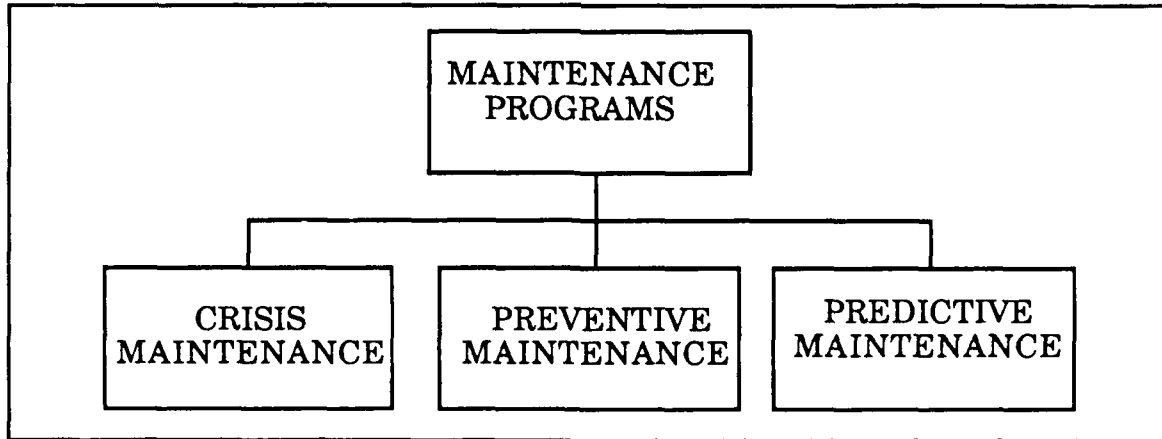 MAINTENANCE
PROGRAMS
CRISIS
MAINTENANCE
PREVENTIVE
MAINTENANCE
PREDICTIVE
MAINTENANCE